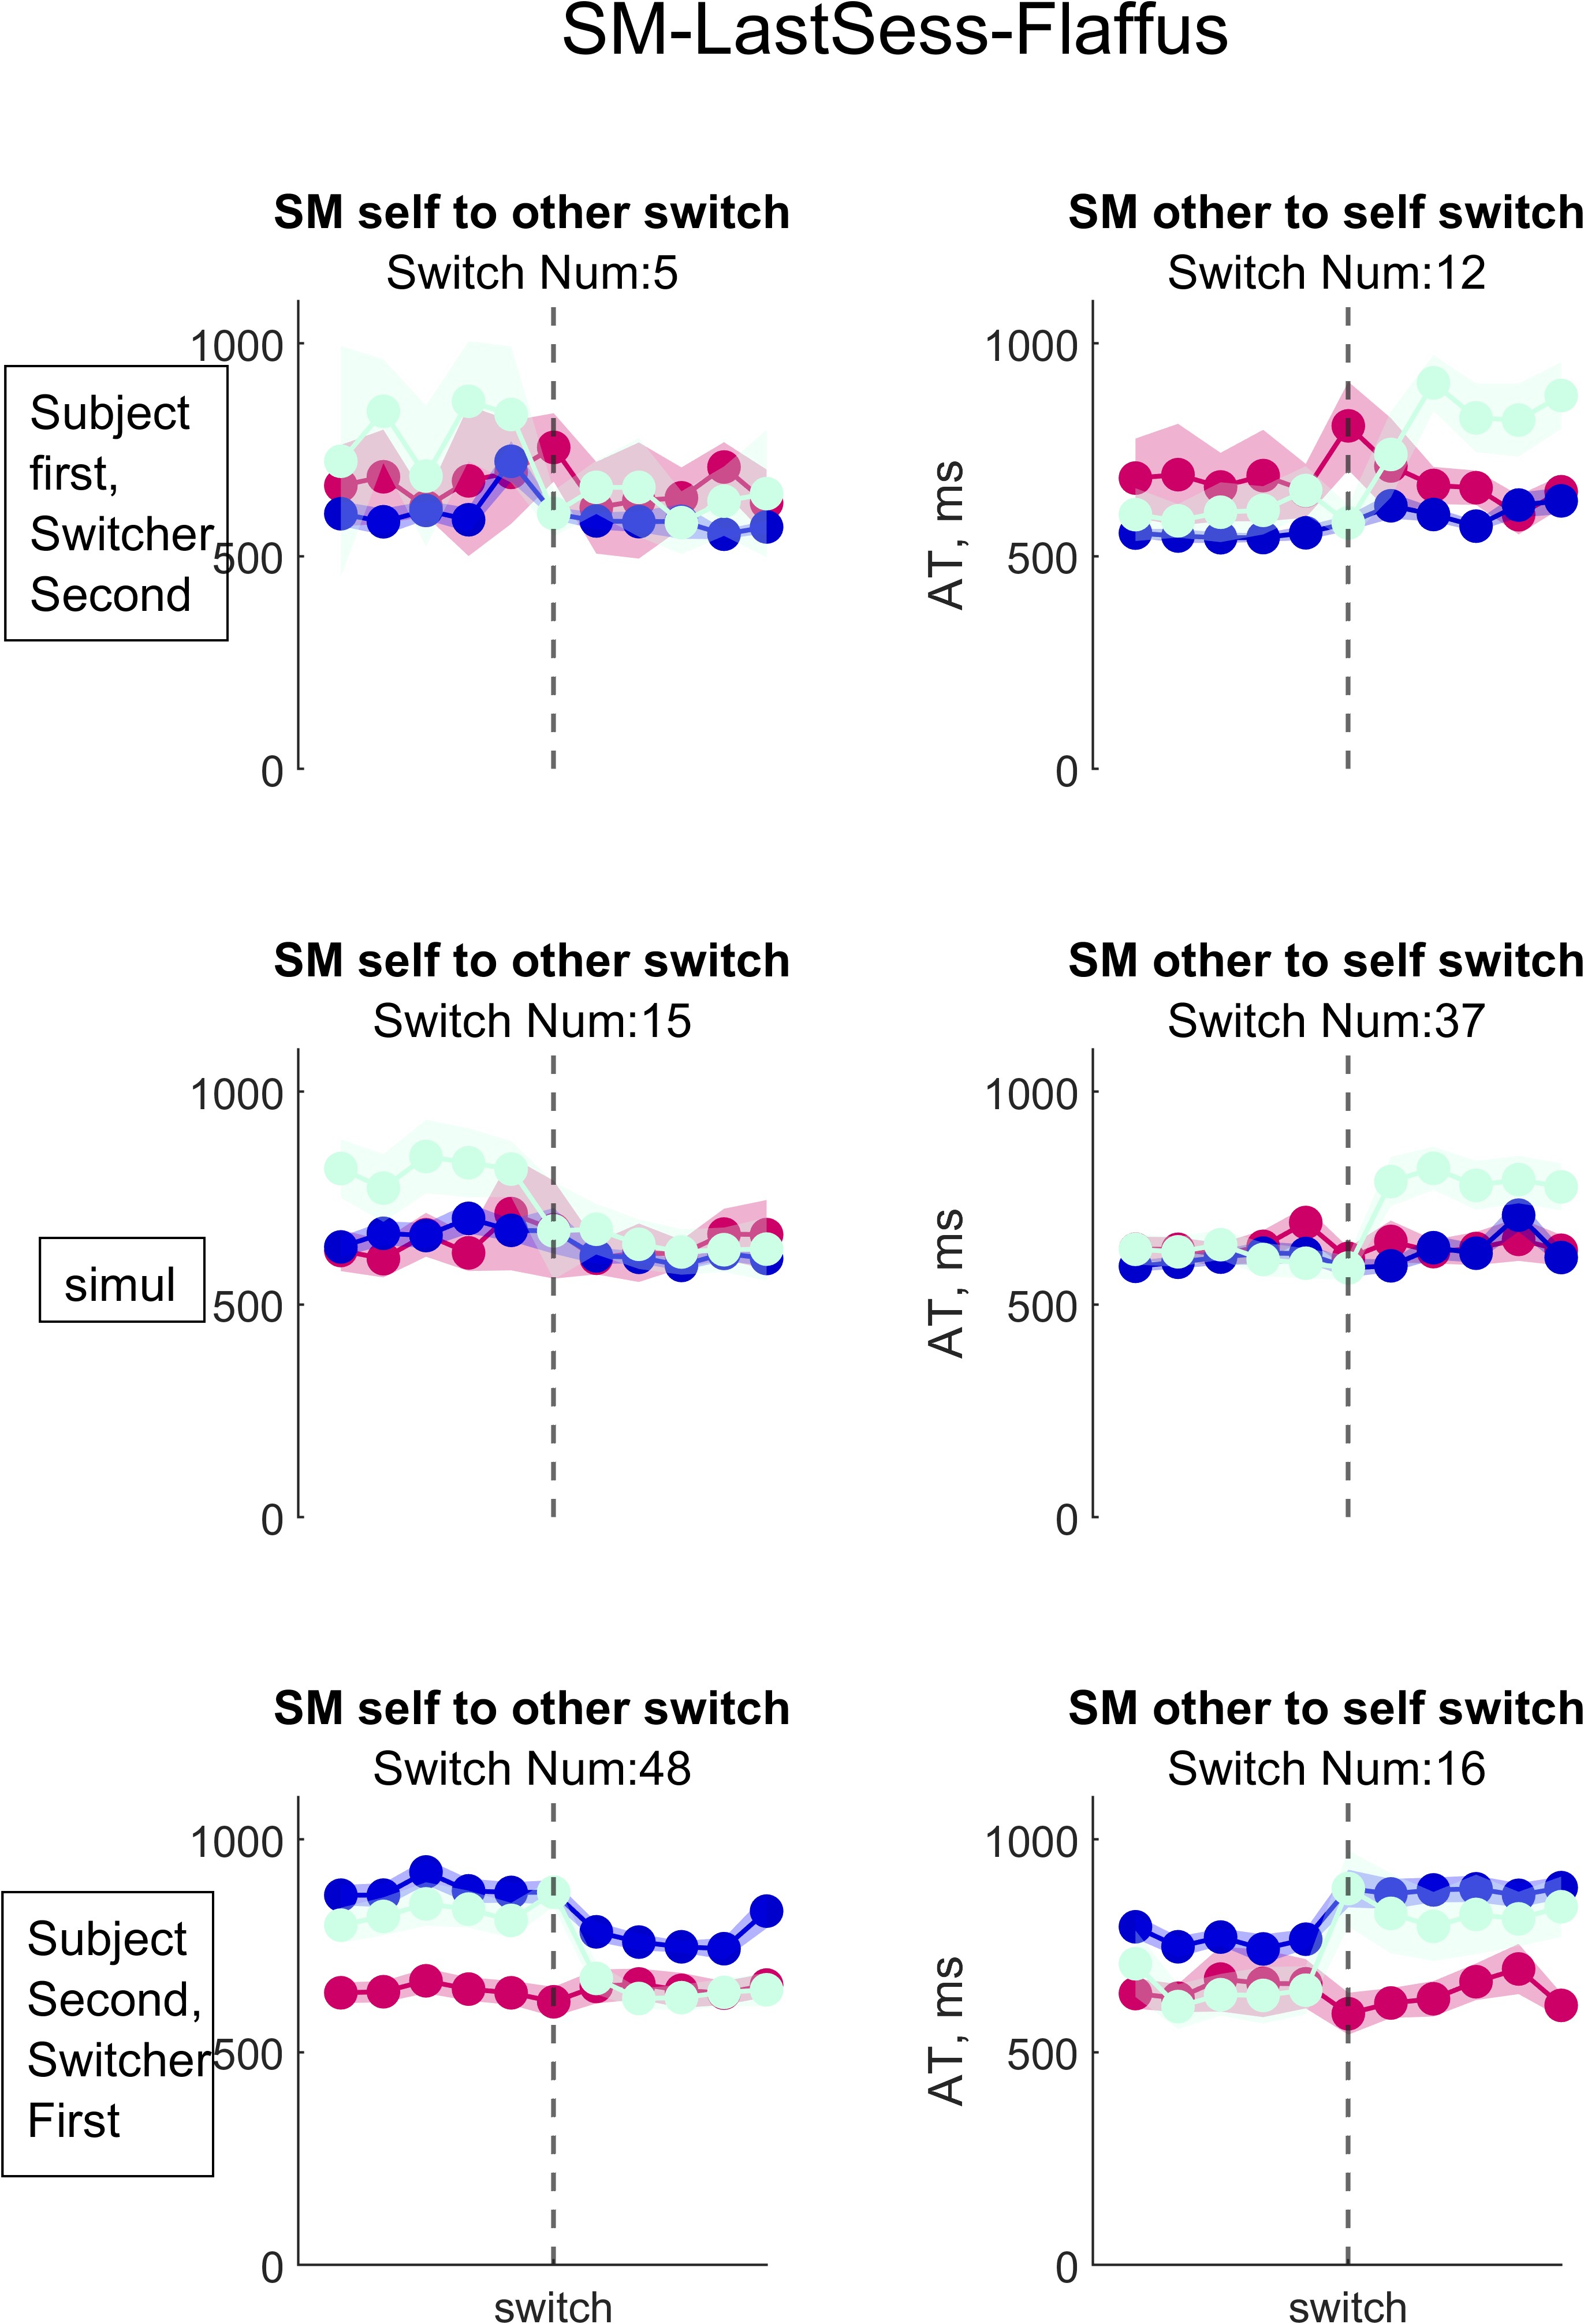 SM-LastSess-Flaffus
SM self to other switch
Switch Num:5
1000
500
0
Subject
first,
Switcher
Second
SM other to self switch
Switch Num:12
AT, ms
1000
500
0
SM self to other switch
Switch Num:15
1000
500
0
simul
SM other to self switch
Switch Num:37
AT, ms
1000
500
0
SM self to other switch
Switch Num:48
1000
500
0
switch
Subject
Second,
Switcher
First
SM other to self switch
Switch Num:16
AT, ms
1000
500
0
switch